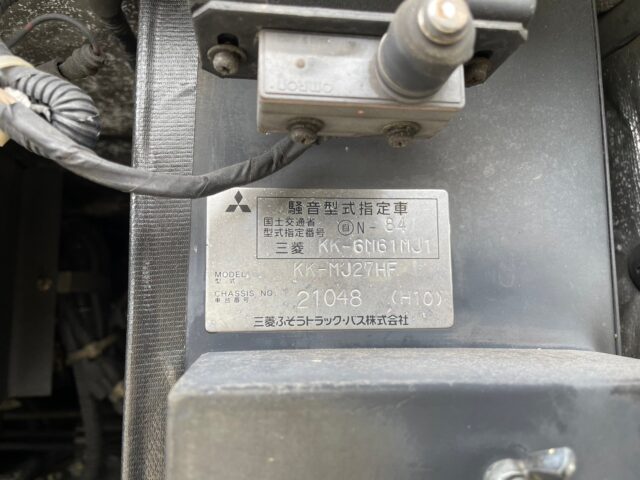 OMRON
騒音型式指定車
国土交通省
型式指定番号 自N-84
三菱 KK-6M61MJ1
MODEL
型式 KK-MJ27HF
CHASSIS NO.
車台番号 21048 (H10)
三菱ふそうトラック・バス株式会社